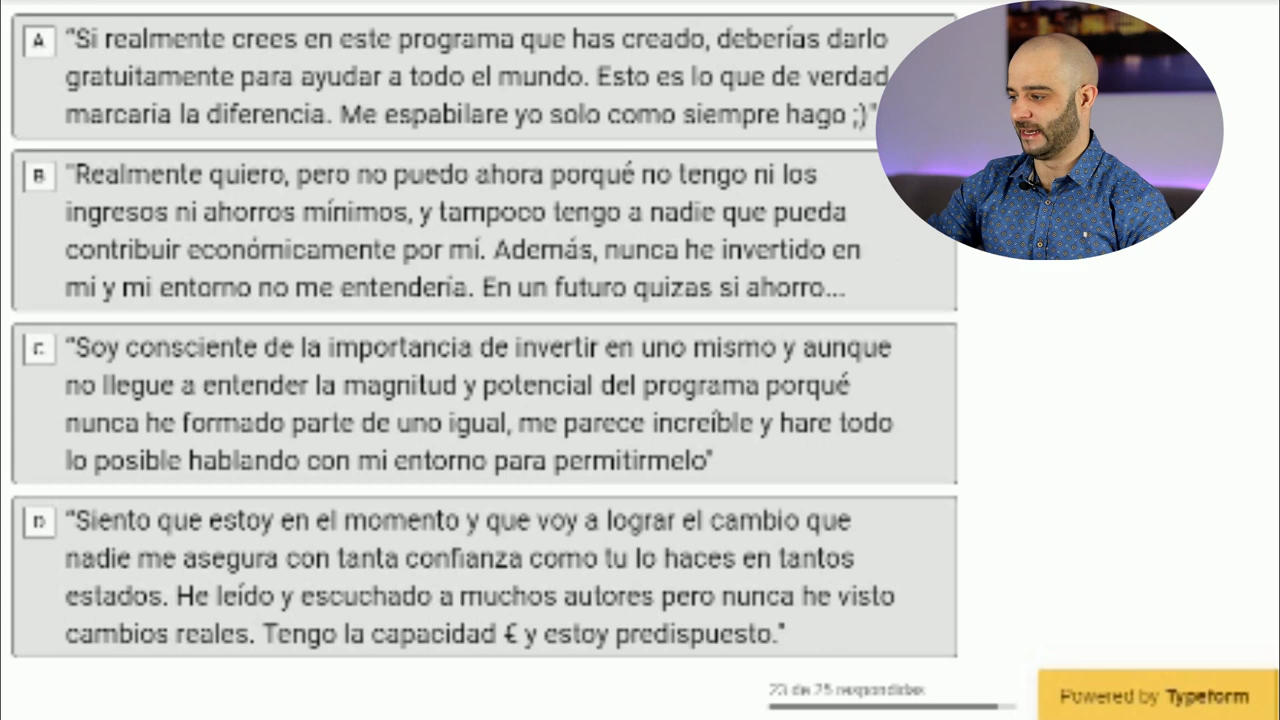 A "Si realmente crees en este programa que has creado, deberías darlo
gratuitamente para ayudar a todo el mundo. Esto es lo que de verdad
marcaria la diferencia. Me espabilare yo solo como siempre hago ;)"
B "Realmente quiero, pero no puedo ahora porqué no tengo ni los
ingresos ni ahorros mínimos, y tampoco tengo a nadie que pueda
contribuir económicamente por mí. Además, nunca he invertido en
mi y mi entorno no me entendería. En un futuro quizas si ahorro...
C "Soy consciente de la importancia de invertir en uno mismo y aunque
no llegue a entender la magnitud y potencial del programa porqué
nunca he formado parte de uno igual, me parece increíble y hare todo
lo posible hablando con mi entorno para permitirmelo"
D "Siento que estoy en el momento y que voy a lograr el cambio que
nadie me asegura con tanta confianza como tu lo haces en tantos
estados. He leído y escuchado a muchos autores pero nunca he visto
cambios reales. Tengo la capacidad € y estoy predispuesto."
23 de 25 respondidas
Powered by Typeform